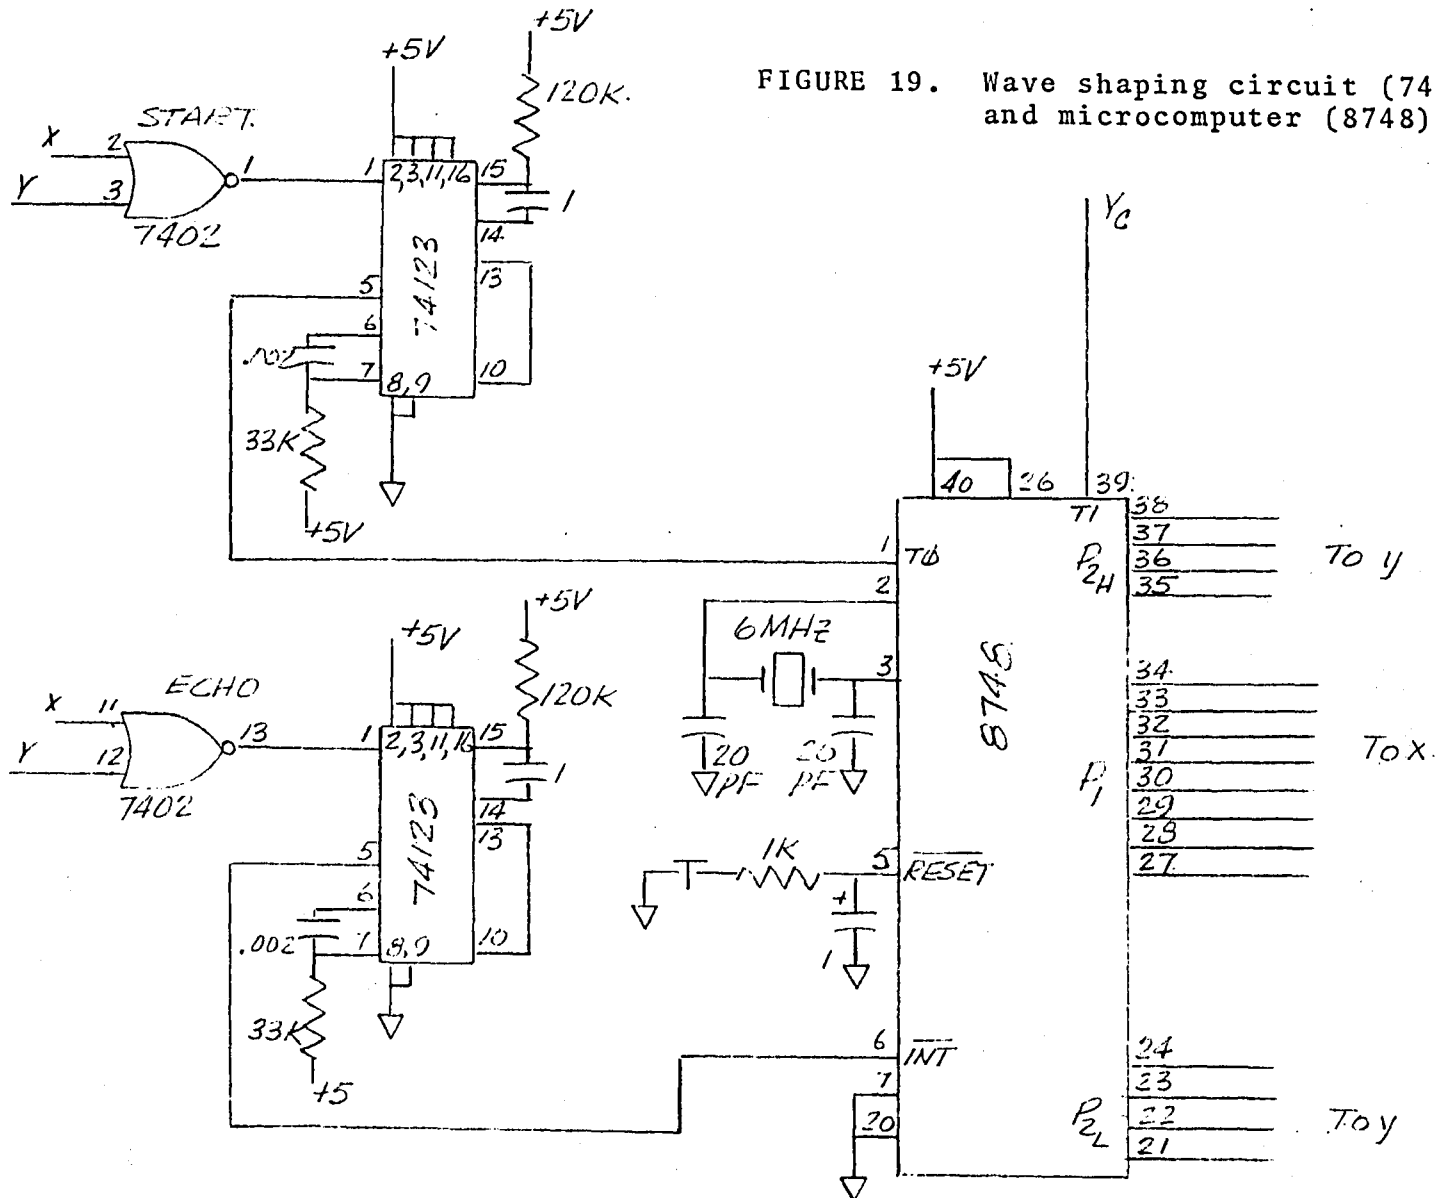 FIGURE 19. Wave shaping circuit (74
and microcomputer (8748)
+5V
+5V
120K.
START.
X 2
Y 3
1
7402
1
2,3,11,16
15
1
14
13
74123
5
6
7
8,9
10
33K
+5V
YC
+5V
40 26 39.
T1
1 TØ
2
6MHZ
3
20 PF
20 PF
8748
38
37
36
35
P2H
TO y
34
33
32
31
30
29
28
27
P1
TO X.
1K
5 RESET
+
1
6 INT
7
20
24
23
22
21
P2L
TO y
+5V
+5V
120K
ECHO
X 11
Y 12
13
7402
1
2,3,11,16
15
1
14
13
74123
5
6
.002
7
8,9
10
33K
+5